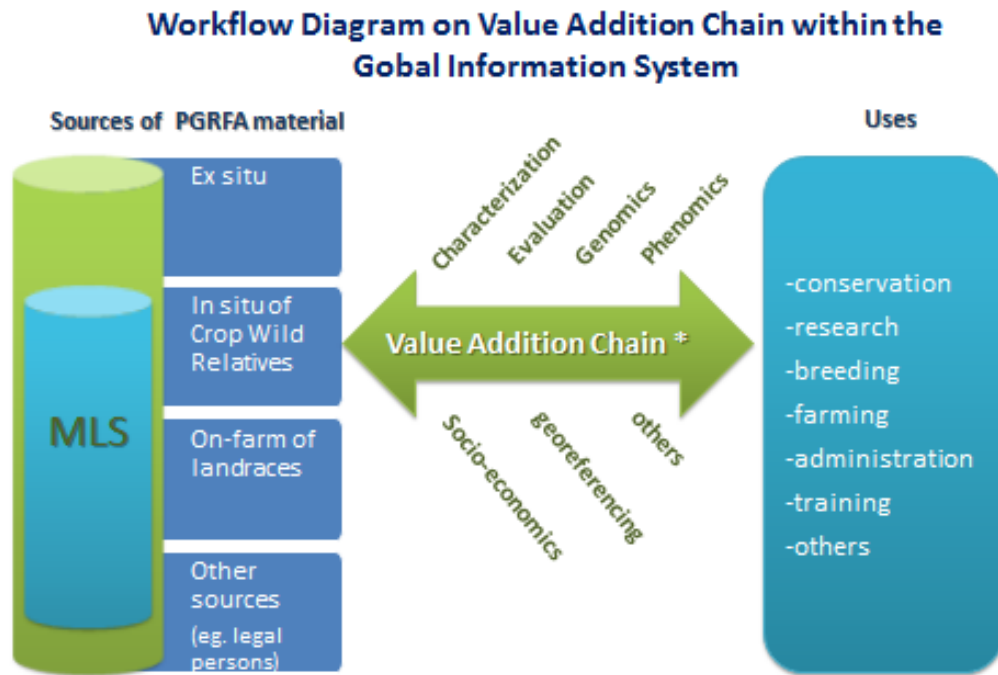 Workflow Diagram on Value Addition Chain within the
Gobal Information System
Sources of PGRFA material
Uses
MLS
Ex situ
In situ of
Crop Wild
Relatives
On-farm of
landraces
Other
sources
(eg. legal
persons)
Characterization
Evaluation
Genomics
Phenomics
Value Addition Chain *
Socio-economics
georeferencing
others
-conservation
-research
-breeding
-farming
-administration
-training
-others